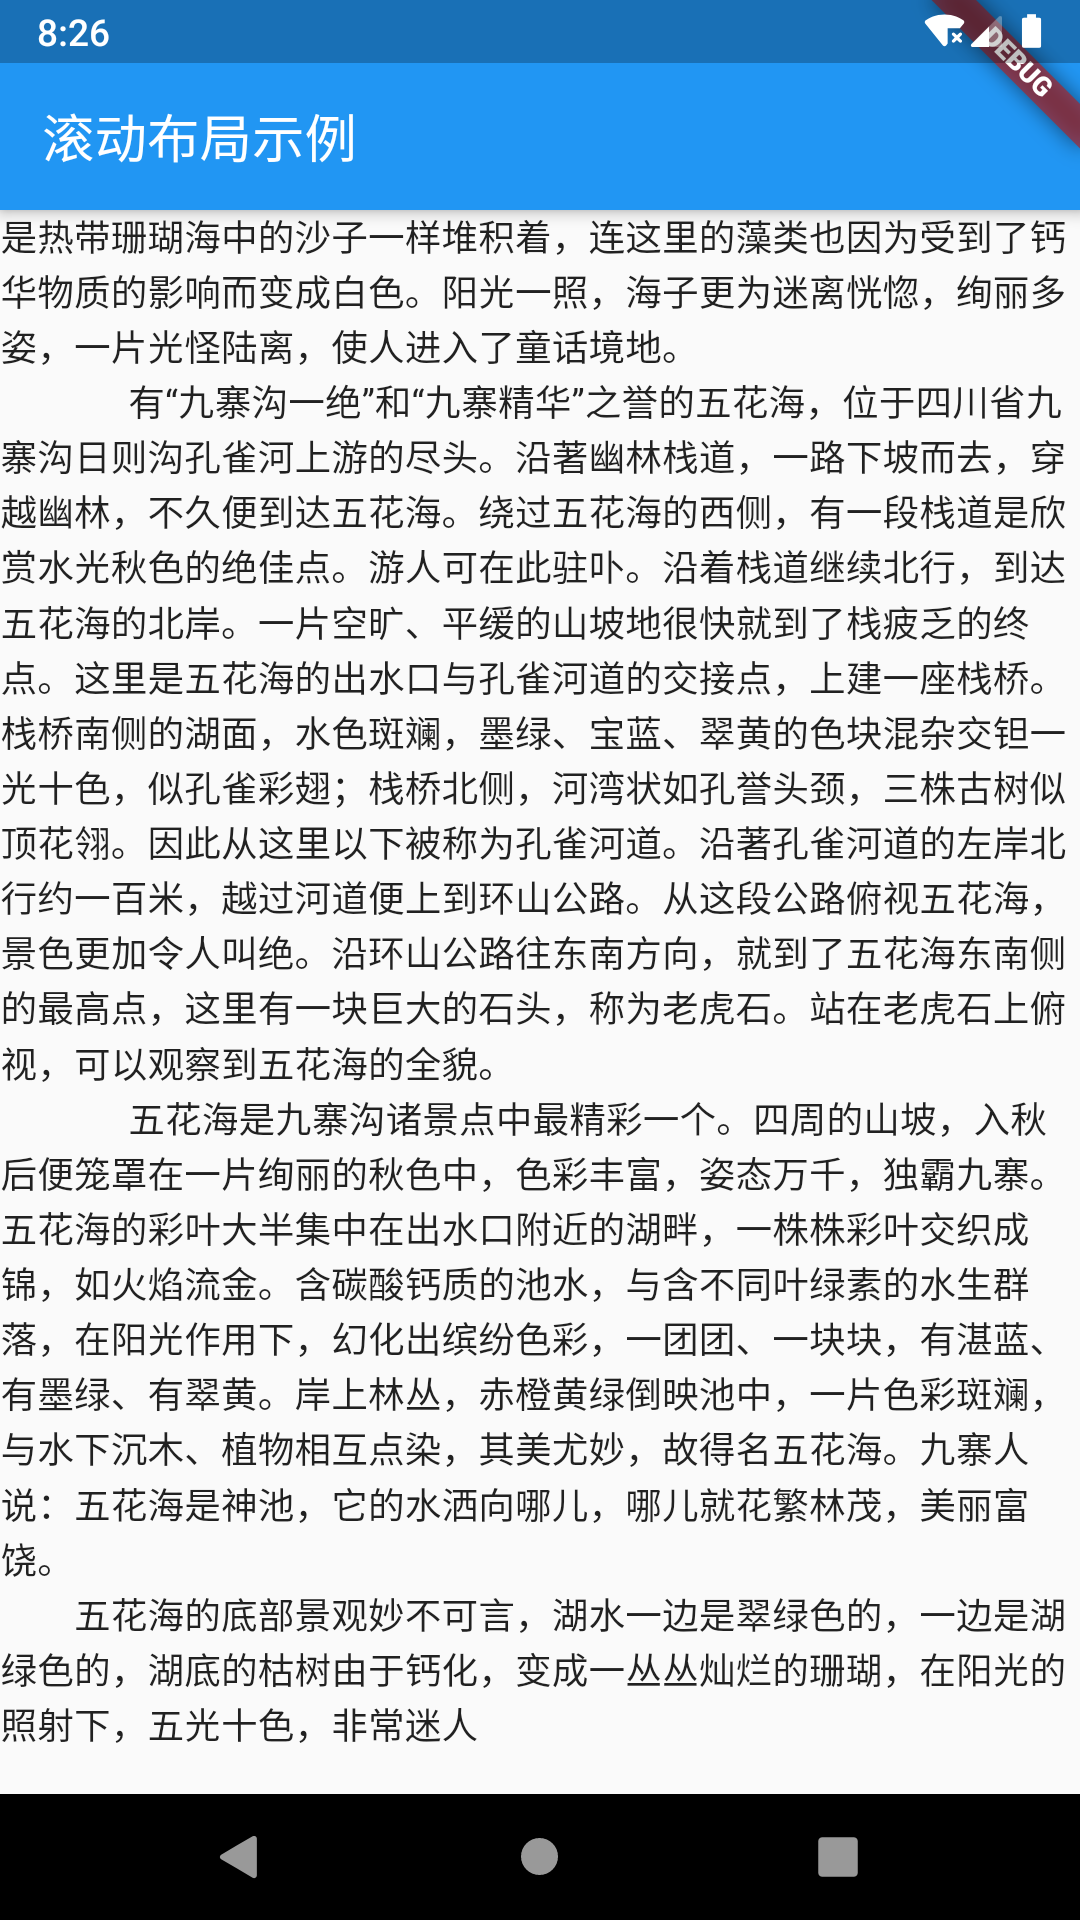 8:26
DEBUG
滚动布局示例
是热带珊瑚海中的沙子一样堆积着，连这里的藻类也因为受到了钙
华物质的影响而变成白色。阳光一照，海子更为迷离恍惚，绚丽多
姿，一片光怪陆离，使人进入了童话境地。
有“九寨沟一绝”和“九寨精华”之誉的五花海，位于四川省九
寨沟日则沟孔雀河上游的尽头。沿著幽林栈道，一路下坡而去，穿
越幽林，不久便到达五花海。绕过五花海的西侧，有一段栈道是欣
赏水光秋色的绝佳点。游人可在此驻卟。沿着栈道继续北行，到达
五花海的北岸。一片空旷、平缓的山坡地很快就到了栈疲乏的终
点。这里是五花海的出水口与孔雀河道的交接点，上建一座栈桥。
栈桥南侧的湖面，水色斑斓，墨绿、宝蓝、翠黄的色块混杂交钽一
光十色，似孔雀彩翅；栈桥北侧，河湾状如孔誉头颈，三株古树似
顶花翎。因此从这里以下被称为孔雀河道。沿著孔雀河道的左岸北
行约一百米，越过河道便上到环山公路。从这段公路俯视五花海，
景色更加令人叫绝。沿环山公路往东南方向，就到了五花海东南侧
的最高点，这里有一块巨大的石头，称为老虎石。站在老虎石上俯
视，可以观察到五花海的全貌。
五花海是九寨沟诸景点中最精彩一个。四周的山坡，入秋
后便笼罩在一片绚丽的秋色中，色彩丰富，姿态万千，独霸九寨。
五花海的彩叶大半集中在出水口附近的湖畔，一株株彩叶交织成
锦，如火焰流金。含碳酸钙质的池水，与含不同叶绿素的水生群
落，在阳光作用下，幻化出缤纷色彩，一团团、一块块，有湛蓝、
有墨绿、有翠黄。岸上林丛，赤橙黄绿倒映池中，一片色彩斑斓，
与水下沉木、植物相互点染，其美尤妙，故得名五花海。九寨人
说：五花海是神池，它的水洒向哪儿，哪儿就花繁林茂，美丽富
饶。
五花海的底部景观妙不可言，湖水一边是翠绿色的，一边是湖
绿色的，湖底的枯树由于钙化，变成一丛丛灿烂的珊瑚，在阳光的
照射下，五光十色，非常迷人